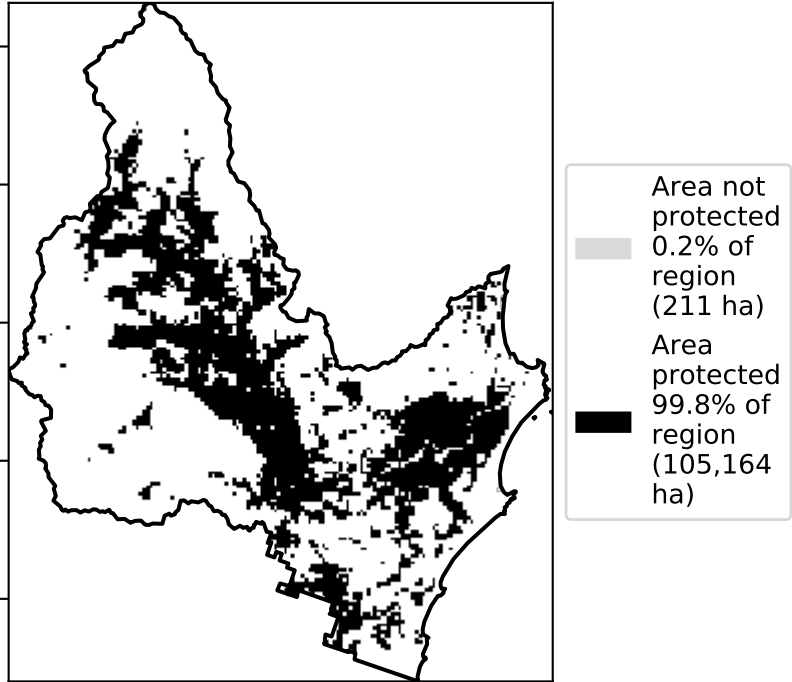 Area not
protected
0.2% of
region
(211 ha)
Area
protected
99.8% of
region
(105,164
ha)